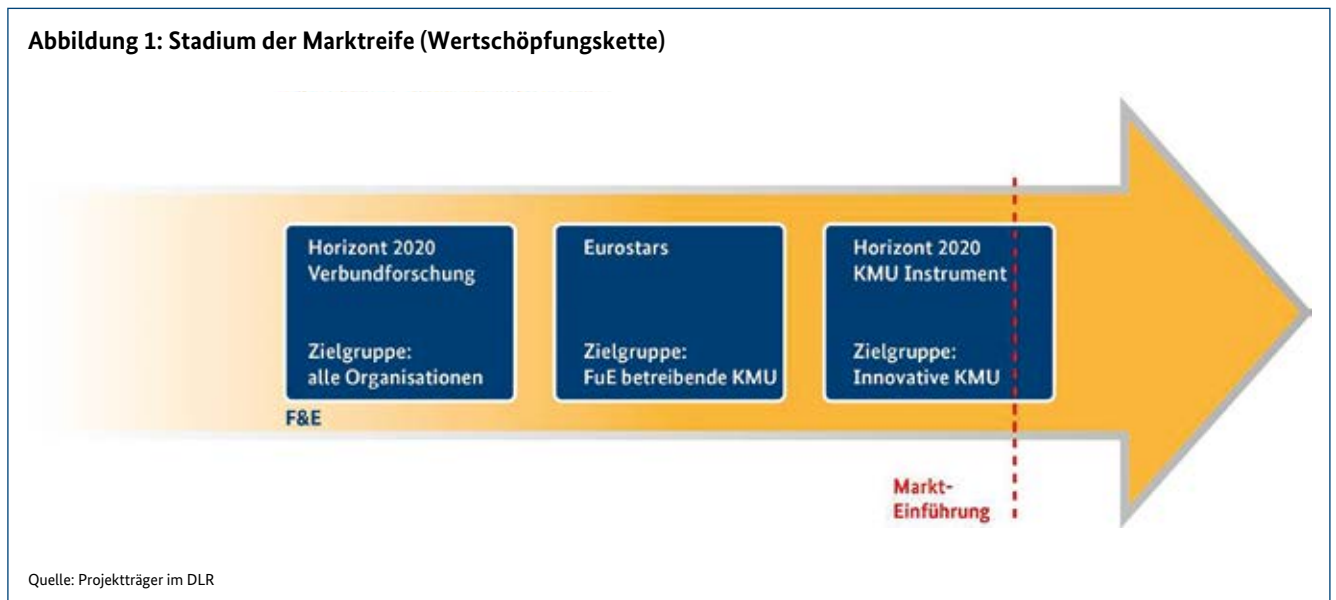 Abbildung 1: Stadium der Marktreife (Wertschöpfungskette)
Horizont 2020
Verbundforschung
Zielgruppe:
alle Organisationen
Eurostars
Zielgruppe:
FuE betreibende KMU
Horizont 2020
KMU Instrument
Zielgruppe:
Innovative KMU
F&E
Markt-
Einführung
Quelle: Projektträger im DLR